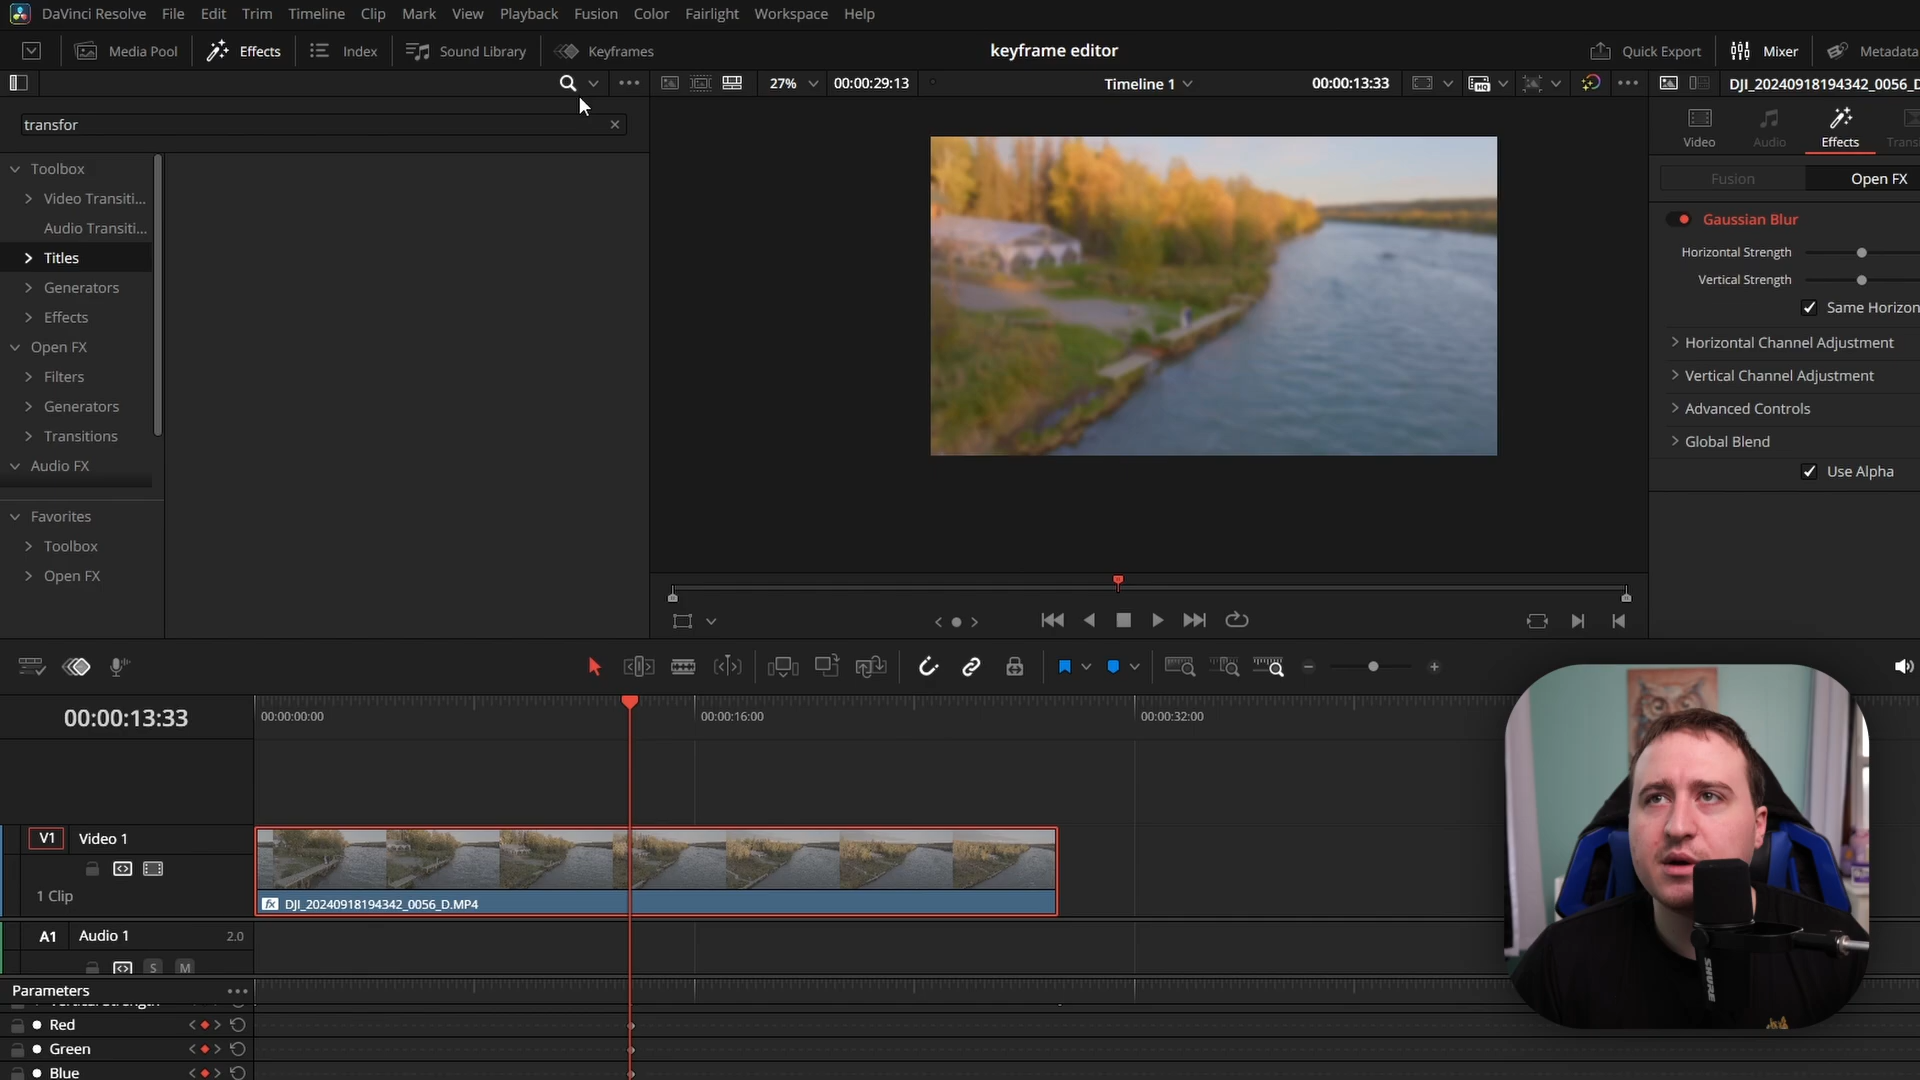 DaVinci Resolve File Edit Trim Timeline Clip Mark View Playback Fusion Color Fairlight Workspace Help
Media Pool Effects Index Sound Library Keyframes keyframe editor Quick Export Mixer Metadata
27% 00:00:29:13 Timeline 1 00:00:13:33 DJI_20240918194342_0056_D
transfor
Video Audio Effects Transi
Toolbox
Video Transiti...
Audio Transiti...
Titles
Generators
Effects
Open FX
Filters
Generators
Transitions
Audio FX
Favorites
Toolbox
Open FX
Fusion Open FX
Gaussian Blur
Horizontal Strength
Vertical Strength
Same Horizon
Horizontal Channel Adjustment
Vertical Channel Adjustment
Advanced Controls
Global Blend
Use Alpha
00:00:13:33 00:00:00:00 00:00:16:00 00:00:32:00
V1 Video 1
1 Clip
fx DJI_20240918194342_0056_D.MP4
A1 Audio 1 2.0
S M
Parameters
Vertical Strength
Red
Green
Blue
SHURE